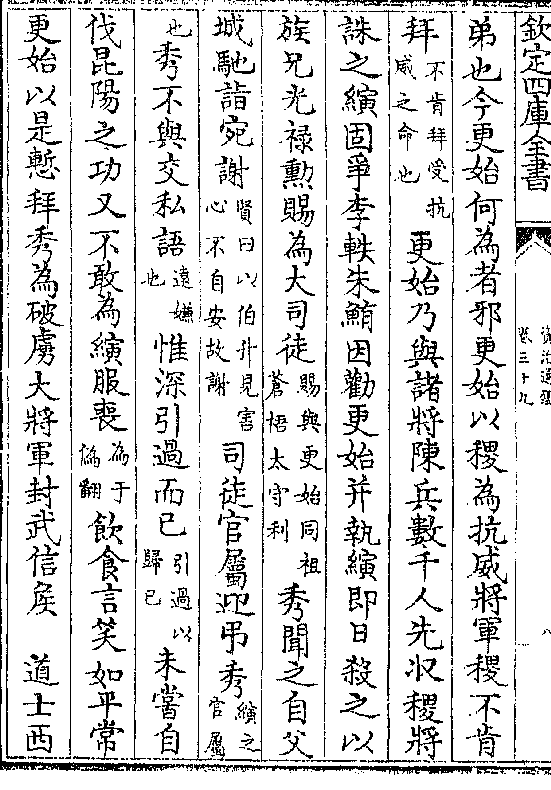 欽定四庫全書
資治通鑑
卷三十九
八
弟也今更始何為者邪更始以稷為抗威將軍稷不肯
拜不肯拜受抗威之命也更始乃與諸將陳兵數千人先收稷將
誅之縯固爭李軼朱鮪因勸更始并執縯即日殺之以
族兄光禄勲賜為大司徒賜與更始同祖蒼梧太守利秀聞之自父
城馳詣宛謝賢曰以伯升見害心不自安故謝司徒官屬迎弔秀縯之官屬
也秀不與交私語遠嫌也惟深引過而已引過以歸已未嘗自
伐昆陽之功又不敢為縯服喪為于偽翻飲食言笑如平常
更始以是慙拜秀為破虜大將軍封武信侯　道士西